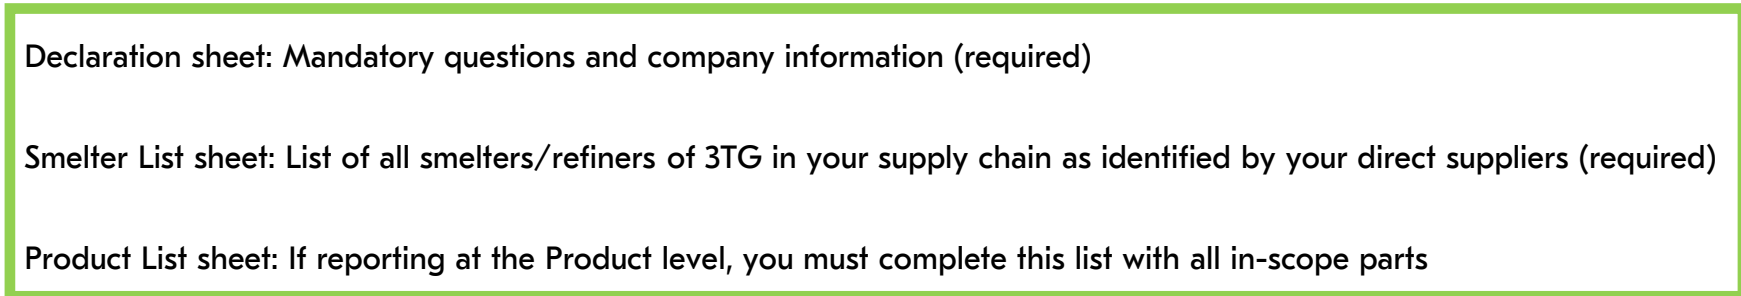 Declaration sheet: Mandatory questions and company information (required)
Smelter List sheet: List of all smelters/refiners of 3TG in your supply chain as identified by your direct suppliers (required)
Product List sheet: If reporting at the Product level, you must complete this list with all in-scope parts